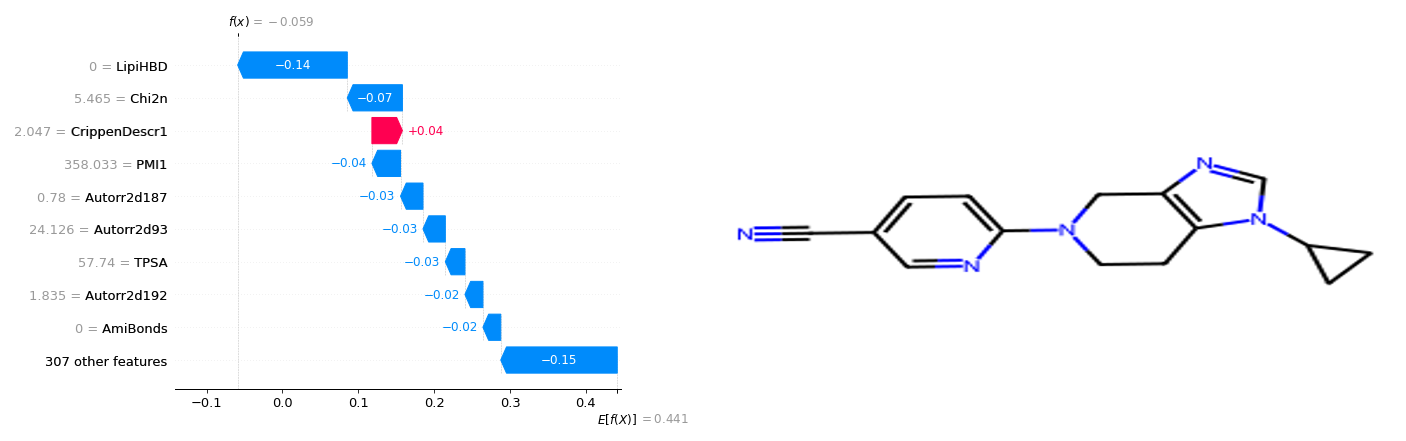 f(x) = −0.059
0 = LipiHBD
−0.14
5.465 = Chi2n
−0.07
2.047 = CrippenDescr1
+0.04
358.033 = PMI1
−0.04
0.78 = Autorr2d187
−0.03
24.126 = Autorr2d93
−0.03
57.74 = TPSA
−0.03
1.835 = Autorr2d192
−0.02
0 = AmiBonds
−0.02
307 other features
−0.15
−0.1 0.0 0.1 0.2 0.3 0.4
E[f(X)] = 0.441
N
N
N
N
N